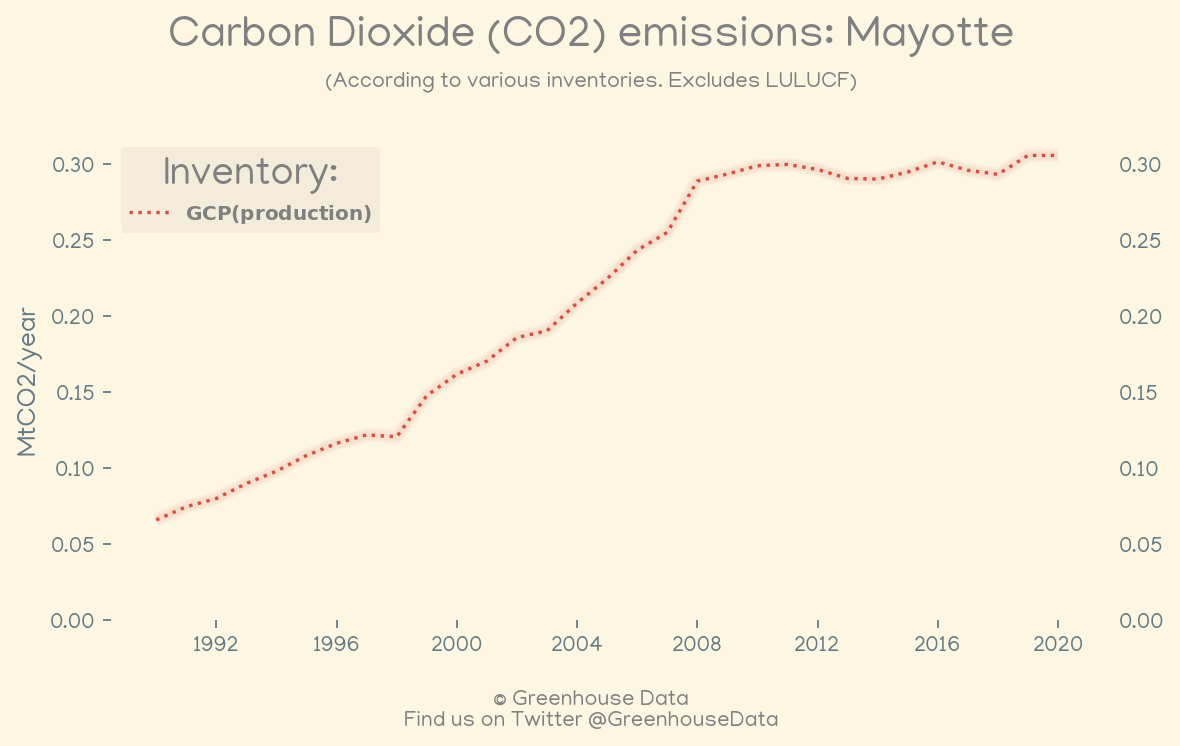 Carbon Dioxide (CO2) emissions: Mayotte
(According to various inventories. Excludes LULUCF)
Inventory:
GCP(production)
MtCO2/year
0.30
0.25
0.20
0.15
0.10
0.05
0.00
0.30
0.25
0.20
0.15
0.10
0.05
0.00
1992 1996 2000 2004 2008 2012 2016 2020
© Greenhouse Data
Find us on Twitter @GreenhouseData